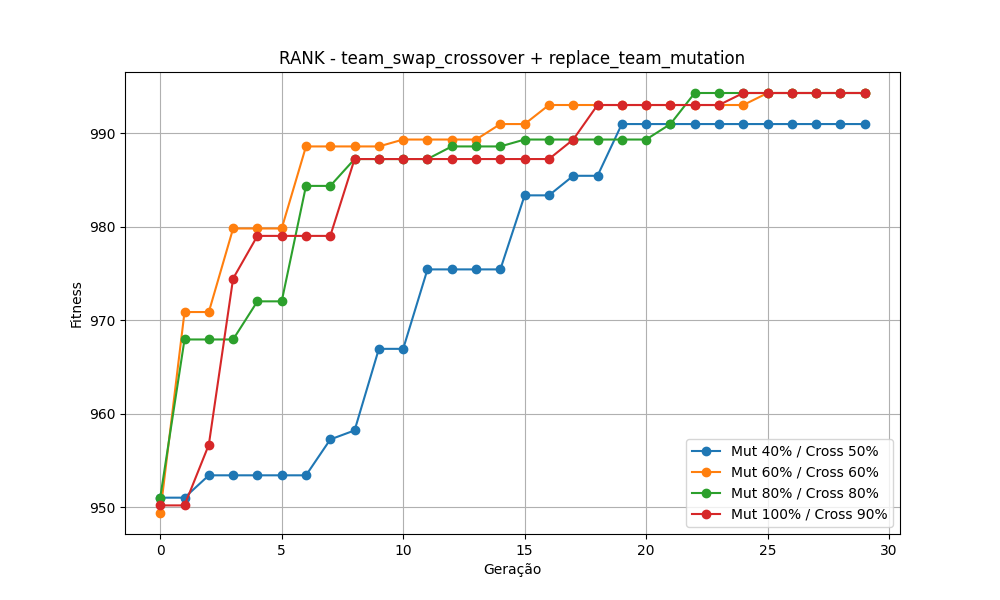 RANK - team_swap_crossover + replace_team_mutation
Fitness
990
980
970
960
950
0 5 10 15 20 25 30
Geração
Mut 40% / Cross 50%
Mut 60% / Cross 60%
Mut 80% / Cross 80%
Mut 100% / Cross 90%